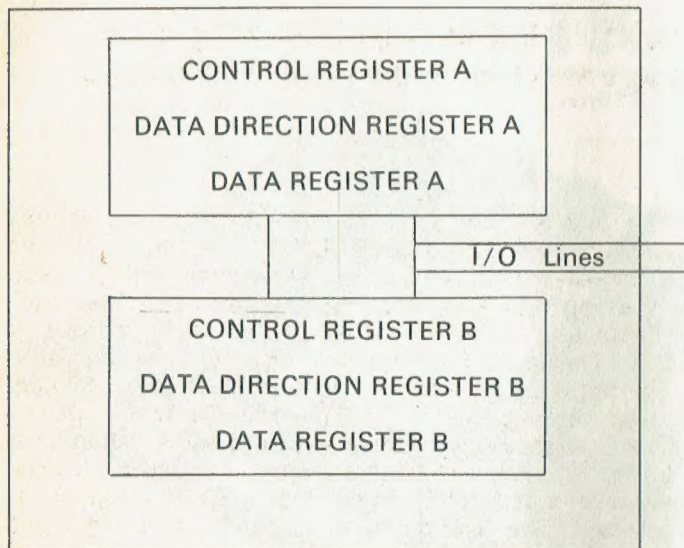 CONTROL REGISTER A
DATA DIRECTION REGISTER A
DATA REGISTER A
I/O Lines
CONTROL REGISTER B
DATA DIRECTION REGISTER B
DATA REGISTER B